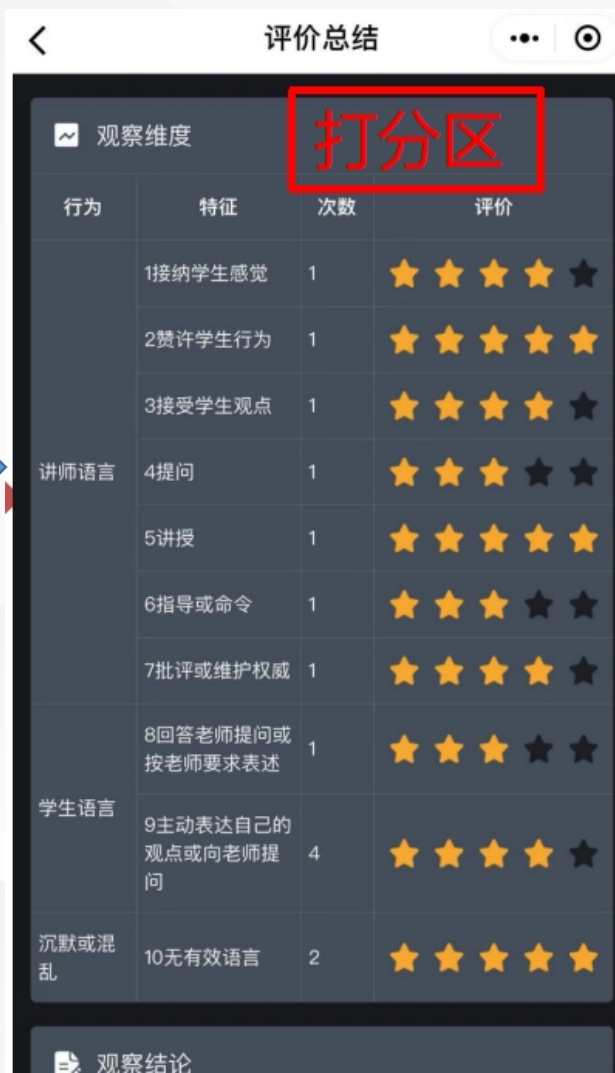 评价总结
观察维度
打分区
行为 特征 次数 评价
讲师语言
1接纳学生感觉 1
2赞许学生行为 1
3接受学生观点 1
4提问 1
5讲授 1
6指导或命令 1
7批评或维护权威 1
学生语言
8回答老师提问或
按老师要求表述
1
9主动表达自己的
观点或向老师提
问
4
沉默或混
乱
10无有效语言 2
观察结论